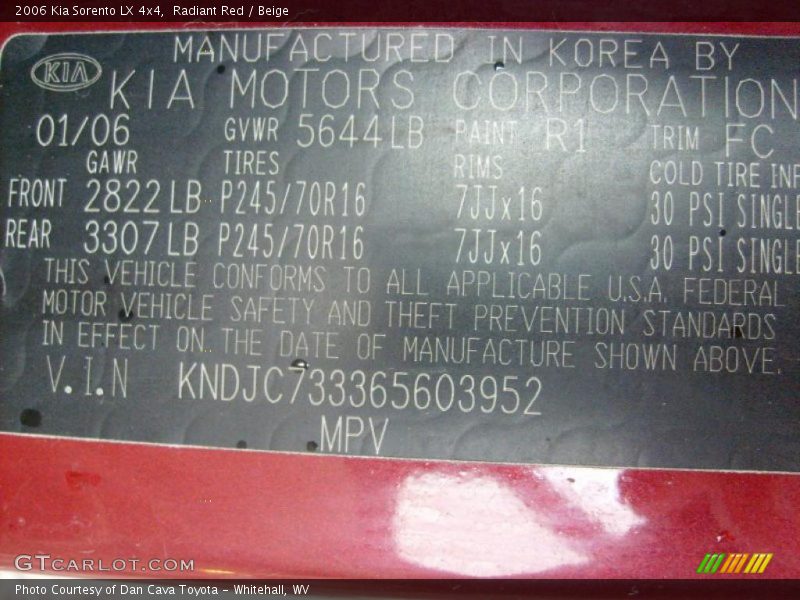 2006 Kia Sorento LX 4x4,  Radiant Red / Beige
MANUFACTURED IN KOREA BY
KIA KIA MOTORS CORPORATION
01/06 GVWR 5644LB PAINT R1 TRIM FC
GAWR TIRES RIMS COLD TIRE INF
FRONT 2822LB P245/70R16 7JJx16 30 PSI SINGLE
REAR 3307LB P245/70R16 7JJx16 30 PSI SINGLE
THIS VEHICLE CONFORMS TO ALL APPLICABLE U.S.A. FEDERAL
MOTOR VEHICLE SAFETY AND THEFT PREVENTION STANDARDS
IN EFFECT ON THE DATE OF MANUFACTURE SHOWN ABOVE.
V.I.N KNDJC733365603952
MPV
GTCARLOT.COM
Photo Courtesy of Dan Cava Toyota - Whitehall, WV